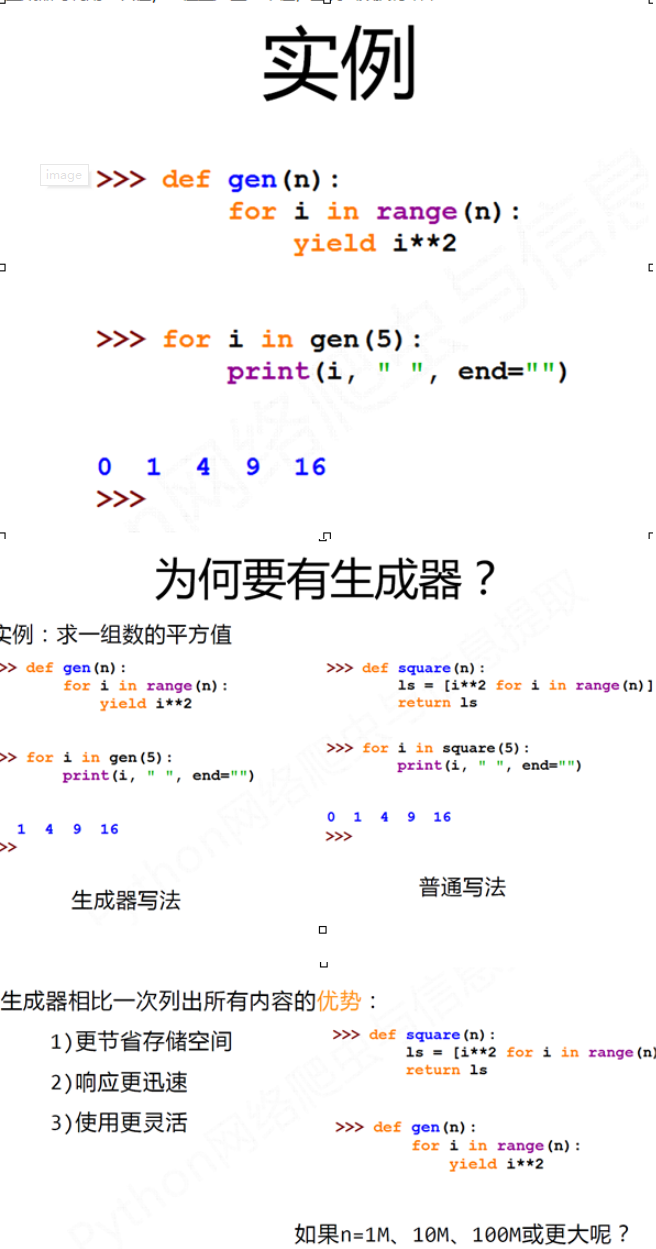 实例
image
>>> def gen(n):
for i in range(n):
yield i**2
>>> for i in gen(5):
print(i, " ", end="")
0 1 4 9 16
>>>
为何要有生成器？
实例：求一组数的平方值
>> def gen(n):
for i in range(n):
yield i**2
>> for i in gen(5):
print(i, " ", end="")
1 4 9 16
>>
生成器写法
>>> def square(n):
ls = [i**2 for i in range(n)]
return ls
>>> for i in square(5):
print(i, " ", end="")
0 1 4 9 16
>>>
普通写法
生成器相比一次列出所有内容的优势：
1)更节省存储空间
2)响应更迅速
3)使用更灵活
>>> def square(n):
ls = [i**2 for i in range(n)
return ls
>>> def gen(n):
for i in range(n):
yield i**2
如果n=1M、10M、100M或更大呢？
Python网络爬虫与信息